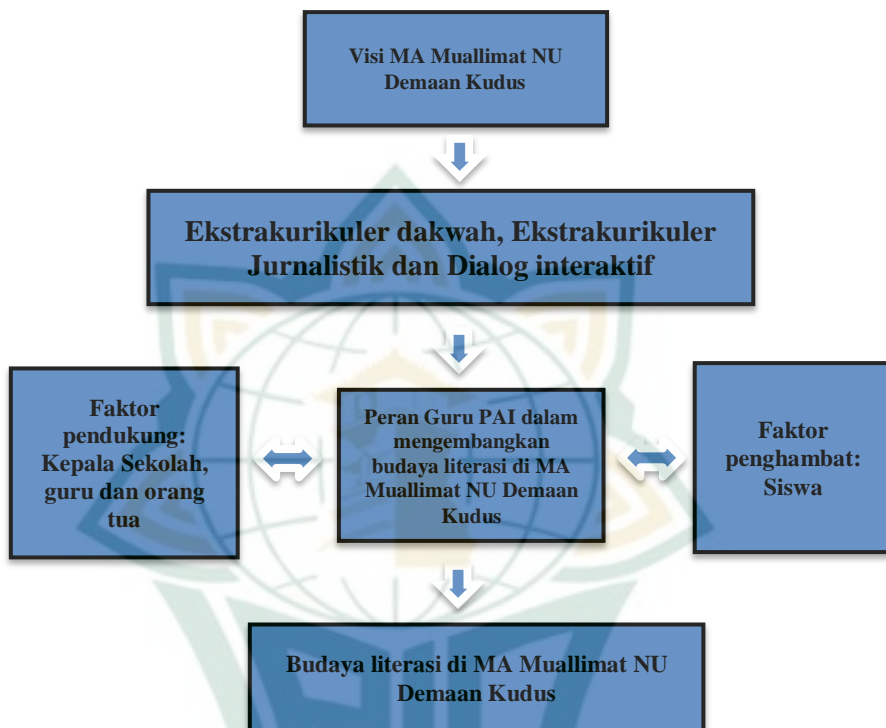 Visi MA Muallimat NU
Demaan Kudus
Ekstrakurikuler dakwah, Ekstrakurikuler
Jurnalistik dan Dialog interaktif
Faktor
pendukung:
Kepala Sekolah,
guru dan orang
tua
Peran Guru PAI dalam
mengembangkan
budaya literasi di MA
Muallimat NU Demaan
Kudus
Faktor
penghambat:
Siswa
Budaya literasi di MA Muallimat NU
Demaan Kudus